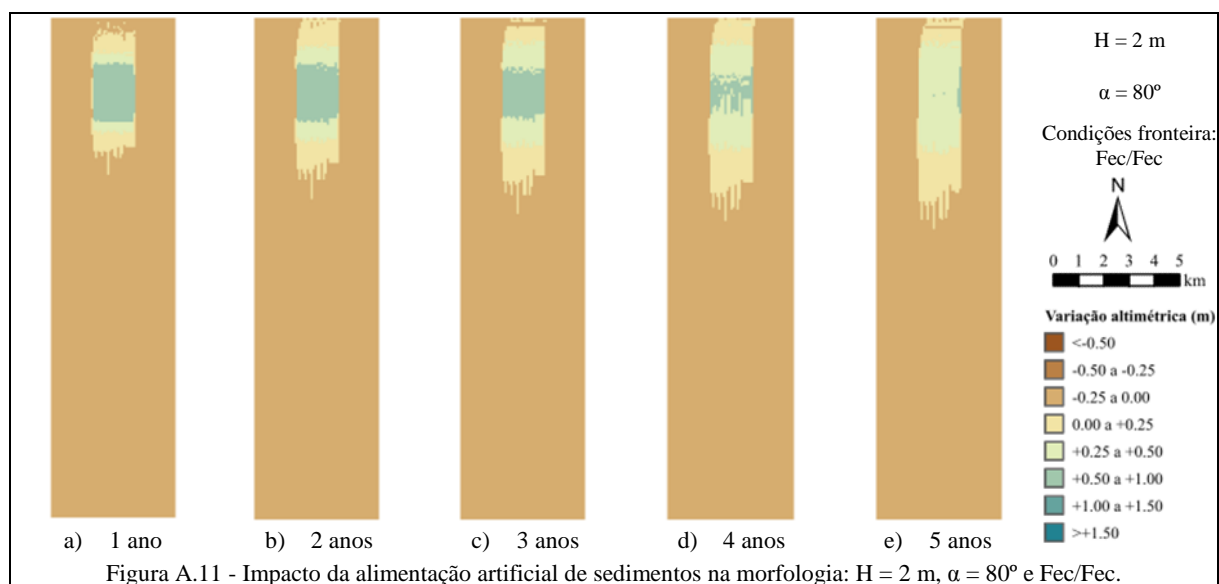 H = 2 m
α = 80º
Condições fronteira:
Fec/Fec
N
0 1 2 3 4 5
km
Variação altimétrica (m)
<-0.50
-0.50 a -0.25
-0.25 a 0.00
0.00 a +0.25
+0.25 a +0.50
+0.50 a +1.00
+1.00 a +1.50
>+1.50
a) 1 ano b) 2 anos c) 3 anos d) 4 anos e) 5 anos
Figura A.11 - Impacto da alimentação artificial de sedimentos na morfologia: H = 2 m, α = 80º e Fec/Fec.